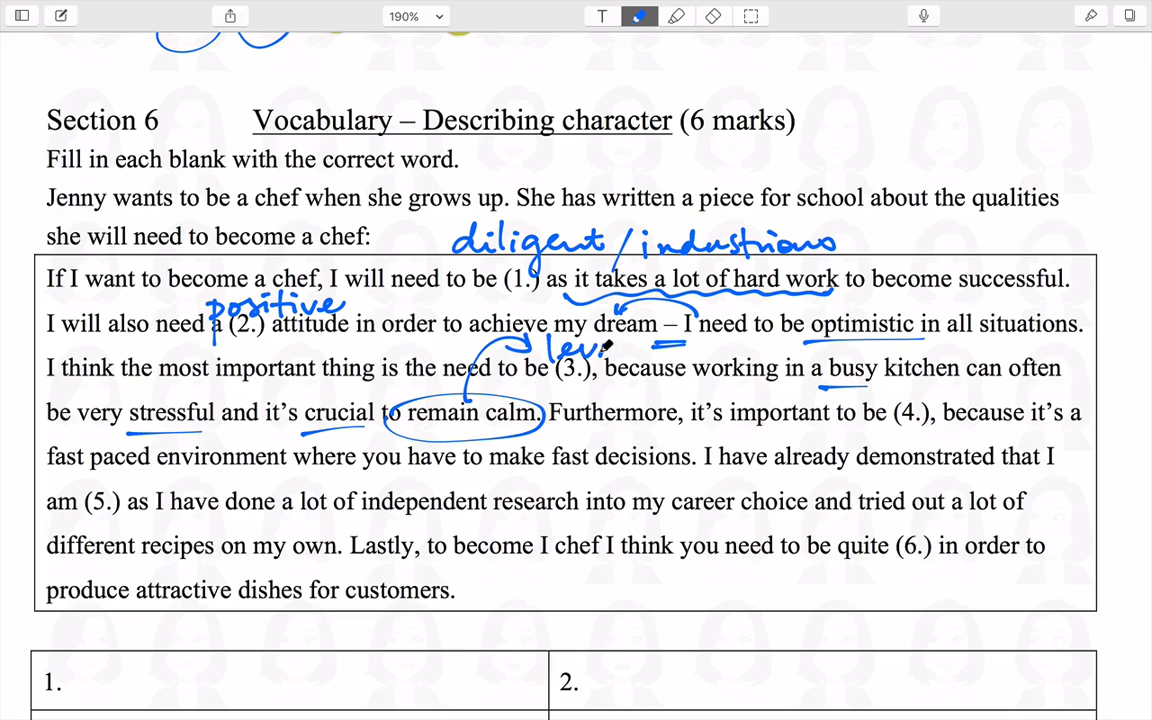 T
190%
Section 6 Vocabulary – Describing character (6 marks)
Fill in each blank with the correct word.
Jenny wants to be a chef when she grows up. She has written a piece for school about the qualities
she will need to become a chef:
diligent / industrious
If I want to become a chef, I will need to be (1.) as it takes a lot of hard work to become successful.
positive
I will also need a (2.) attitude in order to achieve my dream – I need to be optimistic in all situations.
lev
I think the most important thing is the need to be (3.), because working in a busy kitchen can often
be very stressful and it's crucial to remain calm. Furthermore, it's important to be (4.), because it's a
fast paced environment where you have to make fast decisions. I have already demonstrated that I
am (5.) as I have done a lot of independent research into my career choice and tried out a lot of
different recipes on my own. Lastly, to become I chef I think you need to be quite (6.) in order to
produce attractive dishes for customers.
1. 2.